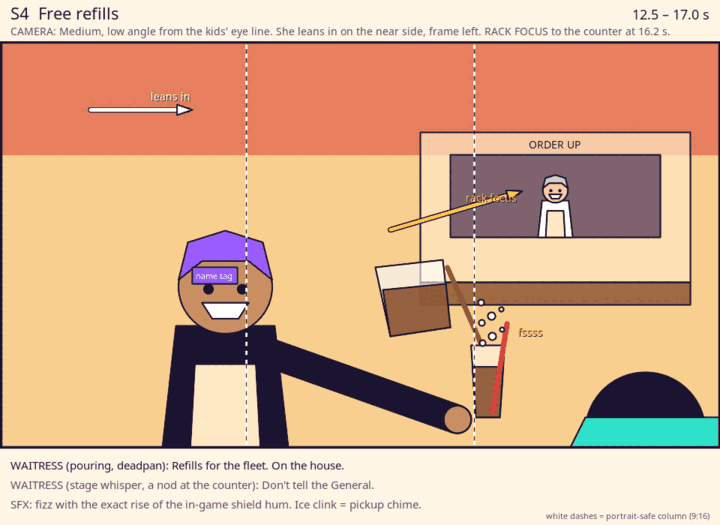 S4 Free refills
12.5 – 17.0 s
CAMERA: Medium, low angle from the kids' eye line. She leans in on the near side, frame left. RACK FOCUS to the counter at 16.2 s.
leans in
ORDER UP
rack focus
name tag
fssss
WAITRESS (pouring, deadpan): Refills for the fleet. On the house.
WAITRESS (stage whisper, a nod at the counter): Don't tell the General.
SFX: fizz with the exact rise of the in-game shield hum. Ice clink = pickup chime.
white dashes = portrait-safe column (9:16)